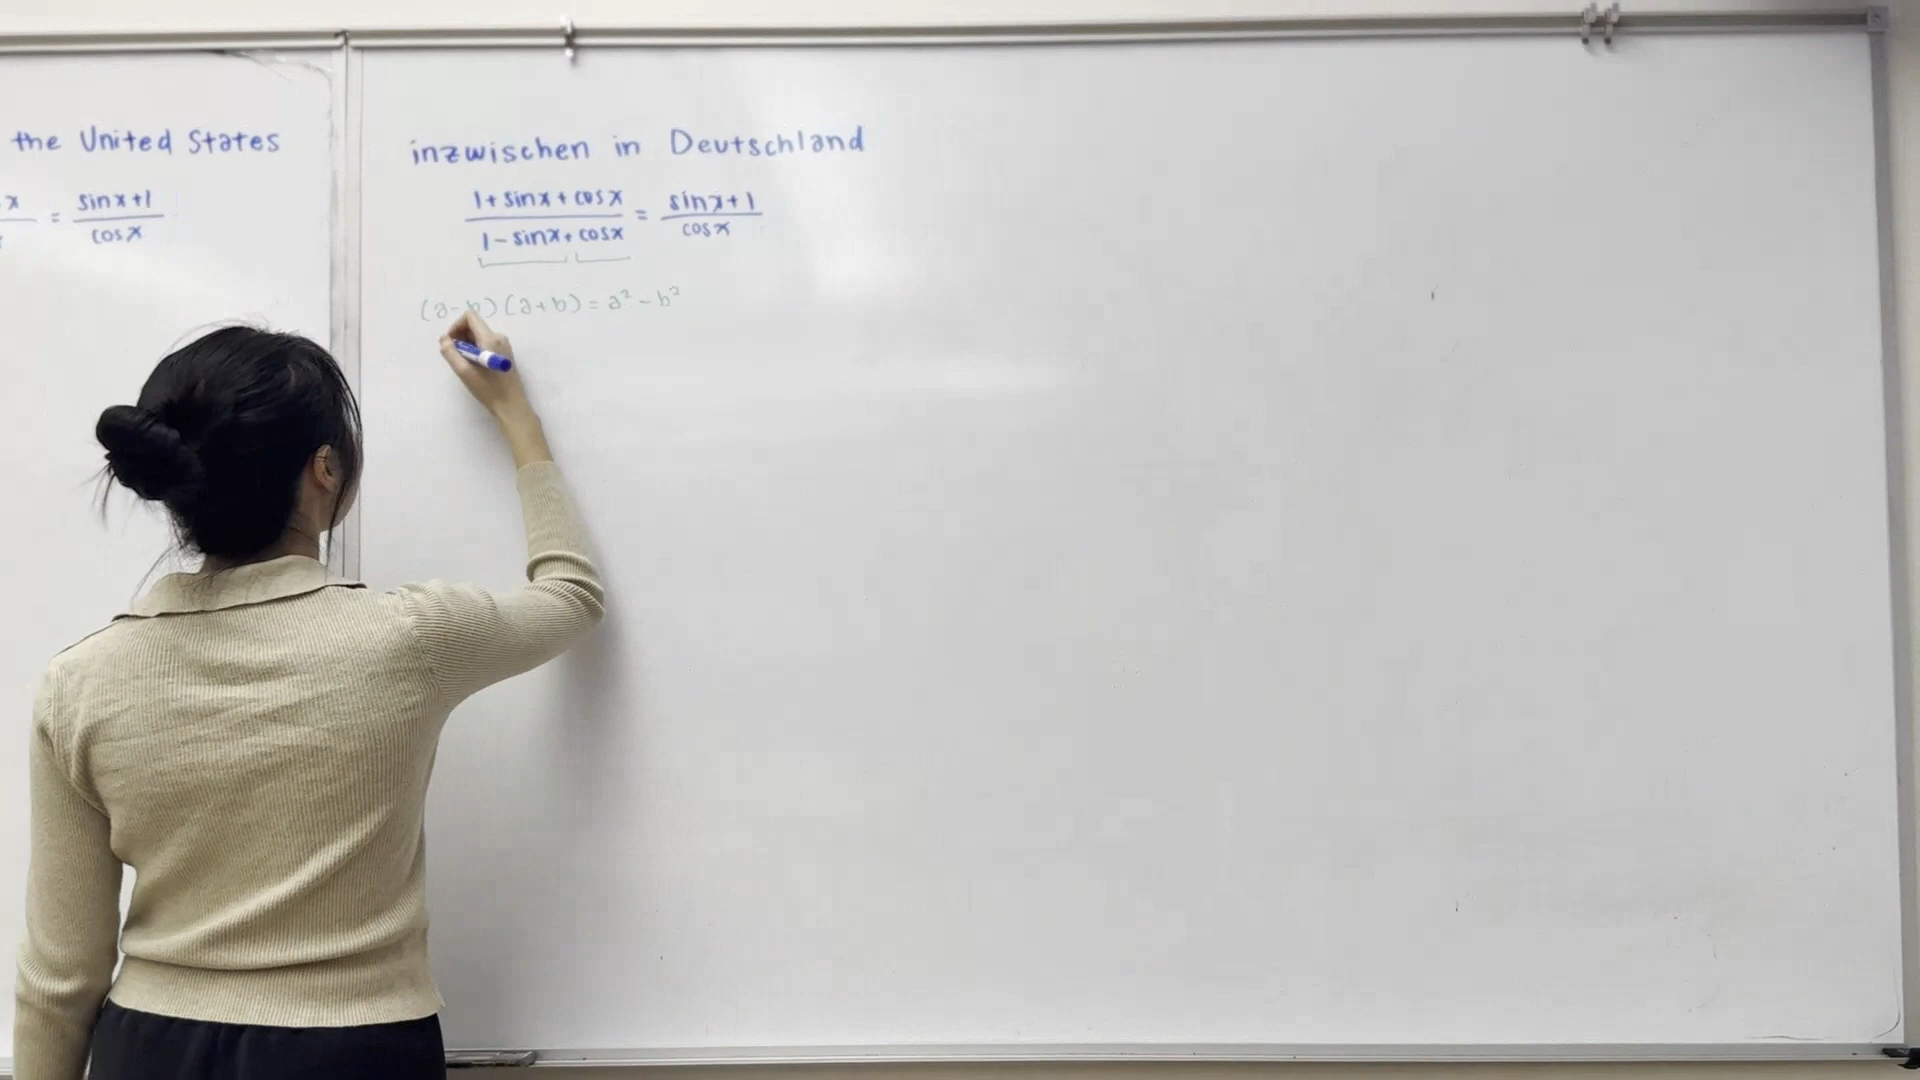 the United States
x = sinx+1
cosx
inzwischen in Deutschland
1+sinx+cosx = sinx+1
1-sinx+cosx cosx
(a-b)(a+b)=a²-b²